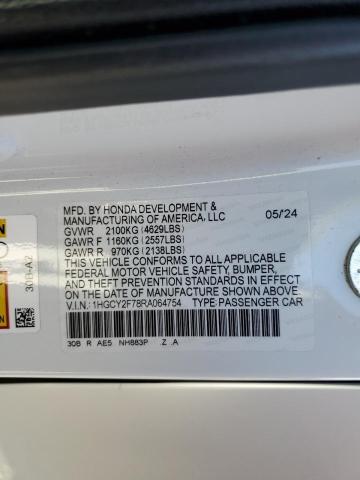 MFD. BY HONDA DEVELOPMENT &
MANUFACTURING OF AMERICA, LLC 05/24
GVWR 2100KG (4629LBS)
GAWR F 1160KG (2557LBS)
GAWR R 970KG (2138LBS)
THIS VEHICLE CONFORMS TO ALL APPLICABLE
FEDERAL MOTOR VEHICLE SAFETY, BUMPER,
AND THEFT PREVENTION STANDARDS IN EFFECT
ON THE DATE OF MANUFACTURE SHOWN ABOVE.
V.I.N.: 1HGCY2F78RA064754 TYPE PASSENGER CAR
30B R AE5 NH883P .Z .A
30B-A2